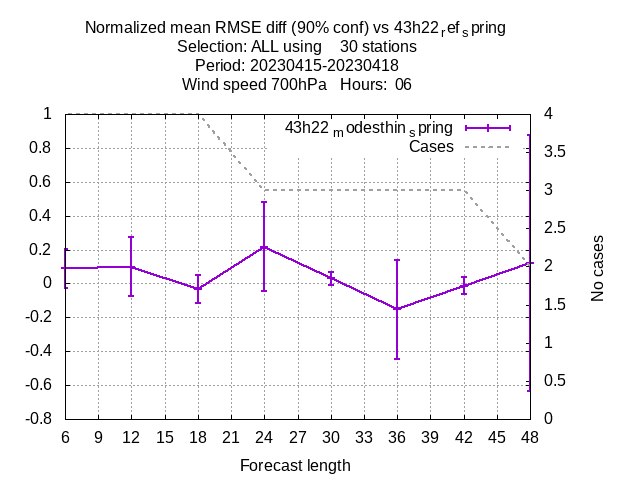 Normalized mean RMSE diff (90% conf) vs 43h22refspring
Selection: ALL using 30 stations
Period: 20230415-20230418
Wind speed 700hPa Hours: 06
43h22 modesthinspring
Cases
1
0.8
0.6
0.4
0.2
0
-0.2
-0.4
-0.6
-0.8
4
3.5
3
2.5
2
1.5
1
0.5
0
No cases
6 9 12 15 18 21 24 27 30 33 36 39 42 45 48
Forecast length